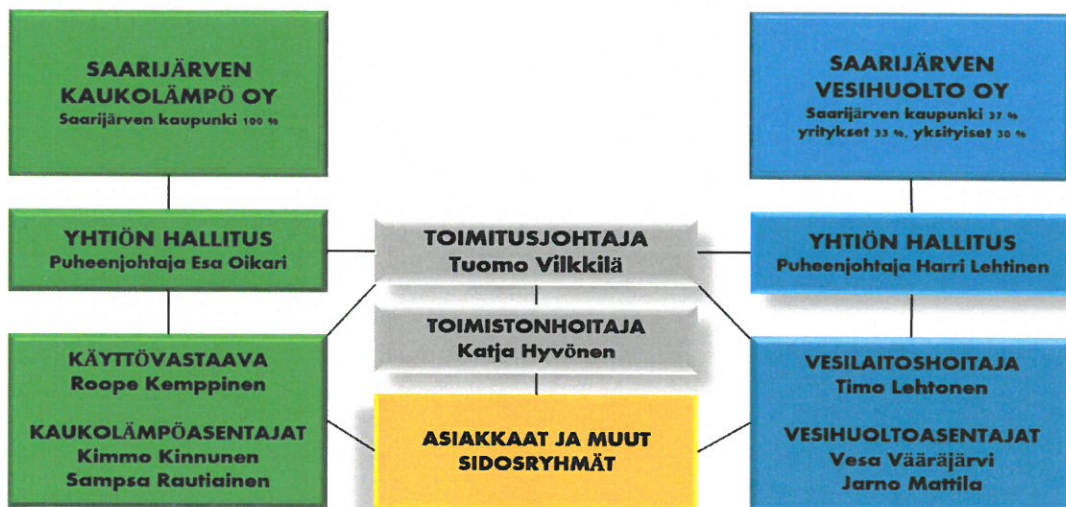 SAARIJÄRVEN
KAUKOLÄMPÖ OY
Saarijärven kaupunki 100 %
SAARIJÄRVEN
VESIHUOLTO OY
Saarijärven kaupunki 37 %
yritykset 33 %, yksityiset 30 %
YHTIÖN HALLITUS
Puheenjohtaja Esa Oikari
TOIMITUSJOHTAJA
Tuomo Vilkkilä
YHTIÖN HALLITUS
Puheenjohtaja Harri Lehtinen
TOIMISTONHOITAJA
Katja Hyvönen
KÄYTTÖVASTAAVA
Roope Kemppinen
KAUKOLÄMPÖASENTAJAT
Kimmo Kinnunen
Sampsa Rautiainen
ASIAKKAAT JA MUUT
SIDOSRYHMÄT
VESILAITOSHOITAJA
Timo Lehtonen
VESIHUOLTOASENTAJAT
Vesa Vääräjärvi
Jarno Mattila